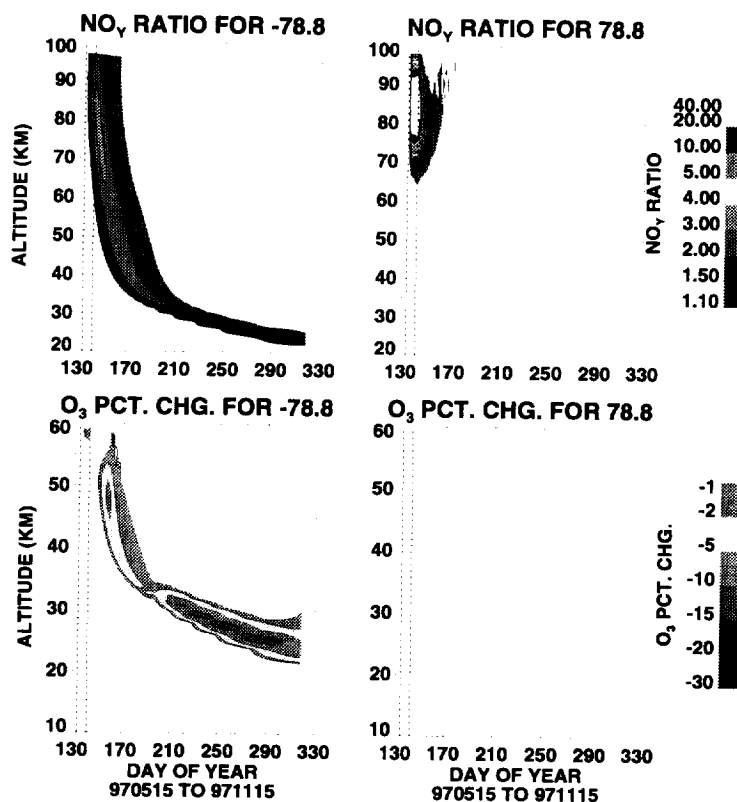 NOY RATIO FOR -78.8
100
90
80
70
60
50
40
30
20
ALTITUDE (KM)
130 170 210 250 290 330
NOY RATIO FOR 78.8
100
90
80
70
60
50
40
30
20
130 170 210 250 290 330
40.00
20.00
10.00
5.00
4.00
3.00
2.00
1.50
1.10
NOY RATIO
O3 PCT. CHG. FOR -78.8
60
50
40
30
20
10
ALTITUDE (KM)
130 170 210 250 290 330
DAY OF YEAR
970515 TO 971115
O3 PCT. CHG. FOR 78.8
60
50
40
30
20
10
130 170 210 250 290 330
DAY OF YEAR
970515 TO 971115
-1
-2
-5
-10
-15
-20
-30
O3 PCT. CHG.